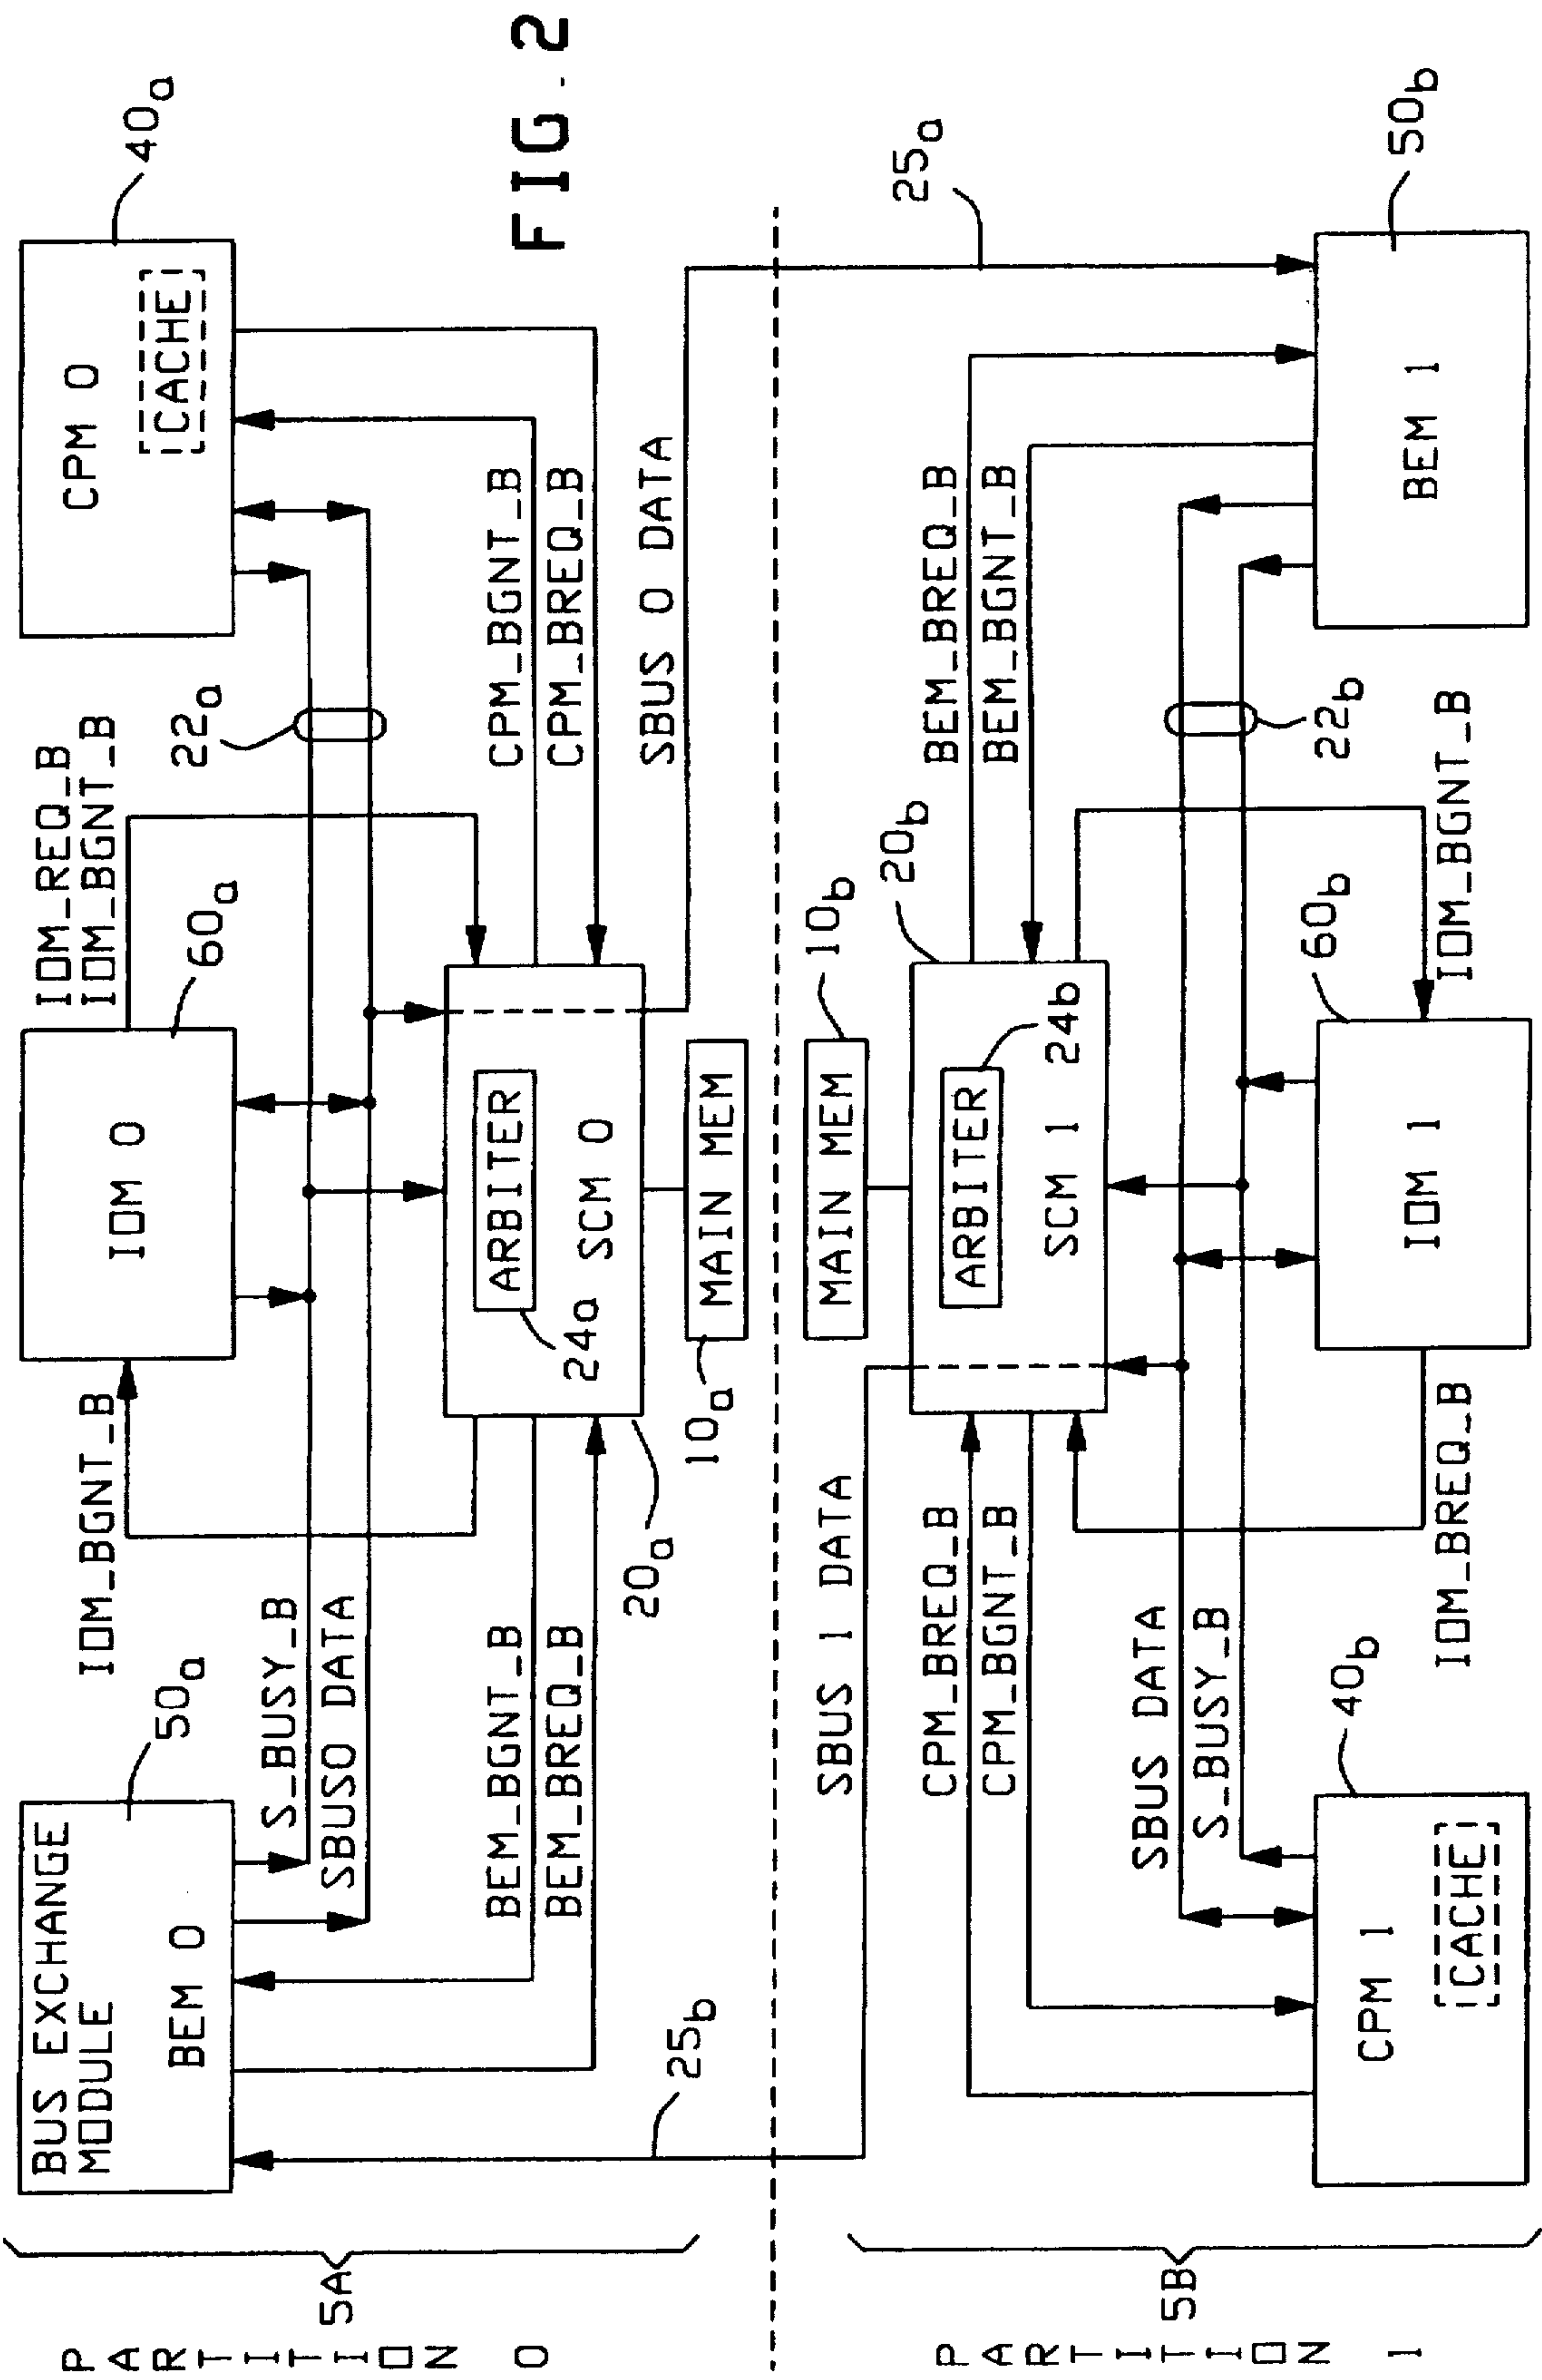 FIG. 2
PARTITION 0
5A
BUS EXCHANGE
MODULE
BEM 0
50a
IOM_BGNT_B
IOM 0
60a
IOM_REQ_B
IOM_BGNT_B
CPM 0
CACHE
40a
S_BUSY_B
SBUS0 DATA
22a
BEM_BGNT_B
BEM_BREQ_B
ARBITER
24a SCM 0
20a
CPM_BGNT_B
CPM_BREQ_B
SBUS 0 DATA
MAIN MEM
10a
25b
25a
PARTITION 1
5B
MAIN MEM
10b
SBUS 1 DATA
CPM_BREQ_B
CPM_BGNT_B
ARBITER
SCM 1 24b
20b
BEM_BREQ_B
BEM_BGNT_B
SBUS DATA
S_BUSY_B
22b
CPM 1
CACHE
40b
IOM_BREQ_B
IOM 1
60b
IOM_BGNT_B
BEM 1
50b